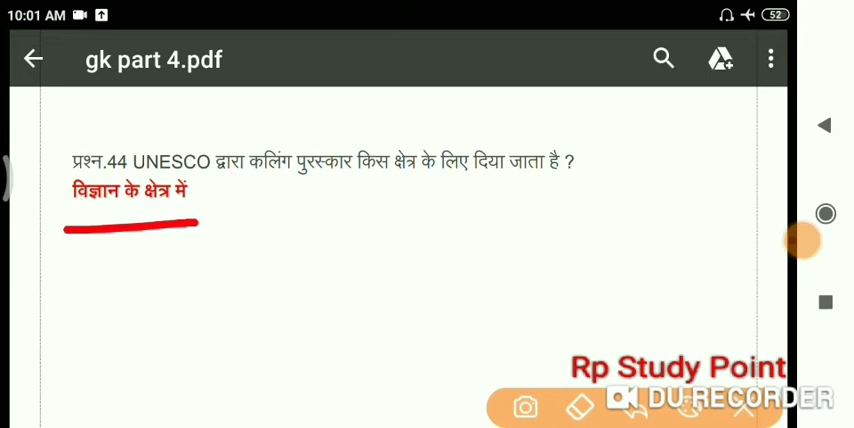 10:01 AM
52
gk part 4.pdf
प्रश्न.44 UNESCO द्वारा कलिंग पुरस्कार किस क्षेत्र के लिए दिया जाता है ?
विज्ञान के क्षेत्र में
Rp Study Point
DU RECORDER